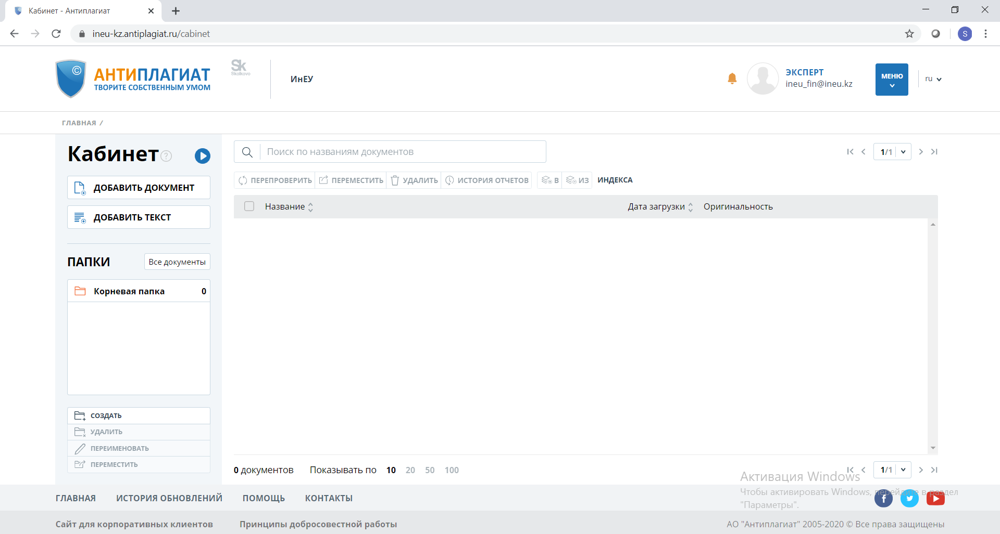 Кабинет - Антиплагиат
ineu-kz.antiplagiat.ru/cabinet
S
©
АНТИПЛАГИАТ
ТВОРИТЕ СОБСТВЕННЫМ УМОМ
Sk
Skolkovo
ИнЕУ
ЭКСПЕРТ
ineu_fin@ineu.kz
МЕНЮ
ru
ГЛАВНАЯ /
Кабинет ?
ДОБАВИТЬ ДОКУМЕНТ
ДОБАВИТЬ ТЕКСТ
ПАПКИ
Все документы
Корневая папка 0
СОЗДАТЬ
УДАЛИТЬ
ПЕРЕИМЕНОВАТЬ
ПЕРЕМЕСТИТЬ
Поиск по названиям документов
1/1
ПЕРЕПРОВЕРИТЬ ПЕРЕМЕСТИТЬ УДАЛИТЬ ИСТОРИЯ ОТЧЕТОВ В ИЗ ИНДЕКСА
Название Дата загрузки Оригинальность
0 документов Показывать по 10 20 50 100
1/1
Активация Windows
Чтобы активировать Windows, перейдите в раздел
"Параметры".
ГЛАВНАЯ ИСТОРИЯ ОБНОВЛЕНИЙ ПОМОЩЬ КОНТАКТЫ
Сайт для корпоративных клиентов Принципы добросовестной работы
АО "Антиплагиат" 2005-2020 © Все права защищены